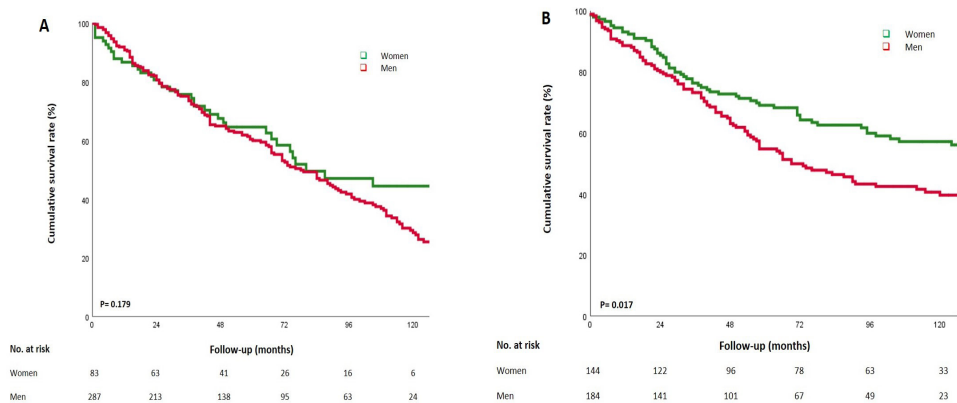 A
Women
Men
Cumulative survival rate (%)
100
80
60
40
20
0
P= 0.179
0 24 48 72 96 120
No. at risk
Follow-up (months)
Women 83 63 41 26 16 6
Men 287 213 138 95 63 24
B
Women
Men
Cumulative survival rate (%)
100
80
60
40
20
0
P= 0.017
0 24 48 72 96 120
No. at risk
Follow-up (months)
Women 144 122 96 78 63 33
Men 184 141 101 67 49 23